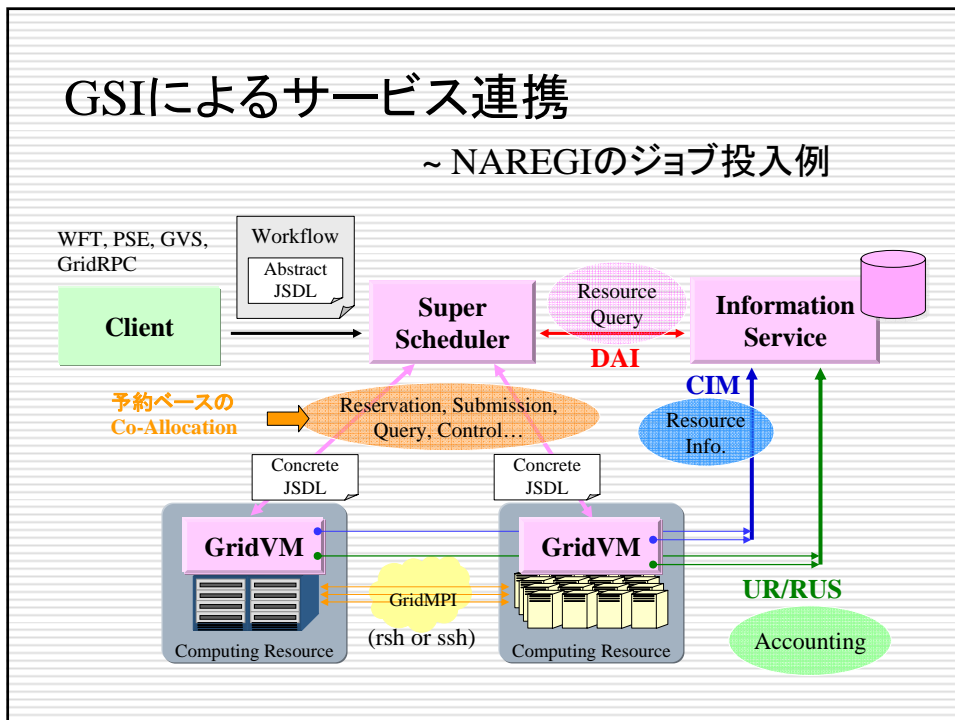 GSIによるサービス連携
~ NAREGIのジョブ投入例
WFT, PSE, GVS,
GridRPC
Workflow
Abstract
JSDL
Client
Super
Scheduler
Resource
Query
DAI
Information
Service
CIM
Resource
Info.
予約ベースの
Co-Allocation
Reservation, Submission,
Query, Control…
Concrete
JSDL
Concrete
JSDL
GridVM
GridVM
GridMPI
(rsh or ssh)
Computing Resource
Computing Resource
UR/RUS
Accounting